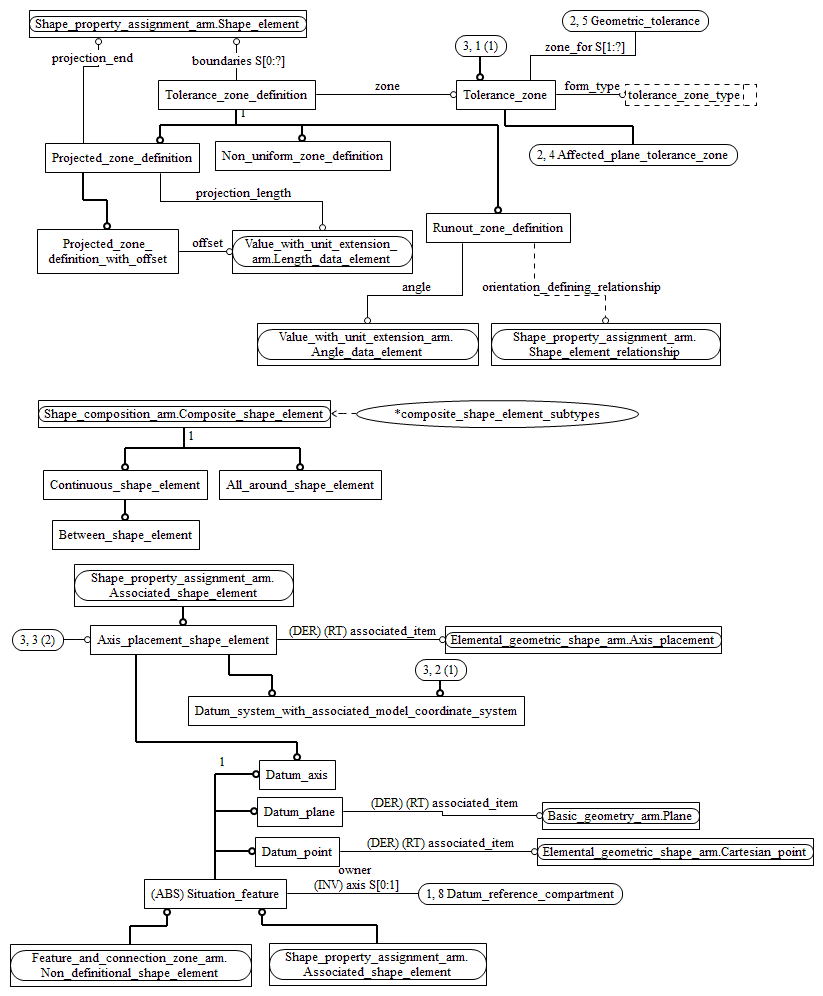 Shape_property_assignment_arm.Shape_element
2, 5 Geometric_tolerance
projection_end
boundaries S[0:?]
3, 1 (1)
zone_for S[1:?]
Tolerance_zone_definition
zone
Tolerance_zone
form_type
tolerance_zone_type
1
Projected_zone_definition
Non_uniform_zone_definition
2, 4 Affected_plane_tolerance_zone
projection_length
Projected_zone_
definition_with_offset
offset
Value_with_unit_extension_
arm.Length_data_element
Runout_zone_definition
angle
orientation_defining_relationship
Value_with_unit_extension_arm.
Angle_data_element
Shape_property_assignment_arm.
Shape_element_relationship
Shape_composition_arm.Composite_shape_element
*composite_shape_element_subtypes
1
Continuous_shape_element
All_around_shape_element
Between_shape_element
Shape_property_assignment_arm.
Associated_shape_element
3, 3 (2)
Axis_placement_shape_element
(DER) (RT) associated_item
Elemental_geometric_shape_arm.Axis_placement
3, 2 (1)
Datum_system_with_associated_model_coordinate_system
1
Datum_axis
Datum_plane
(DER) (RT) associated_item
Basic_geometry_arm.Plane
Datum_point
(DER) (RT) associated_item
Elemental_geometric_shape_arm.Cartesian_point
owner
(INV) axis S[0:1]
(ABS) Situation_feature
1, 8 Datum_reference_compartment
Feature_and_connection_zone_arm.
Non_definitional_shape_element
Shape_property_assignment_arm.
Associated_shape_element